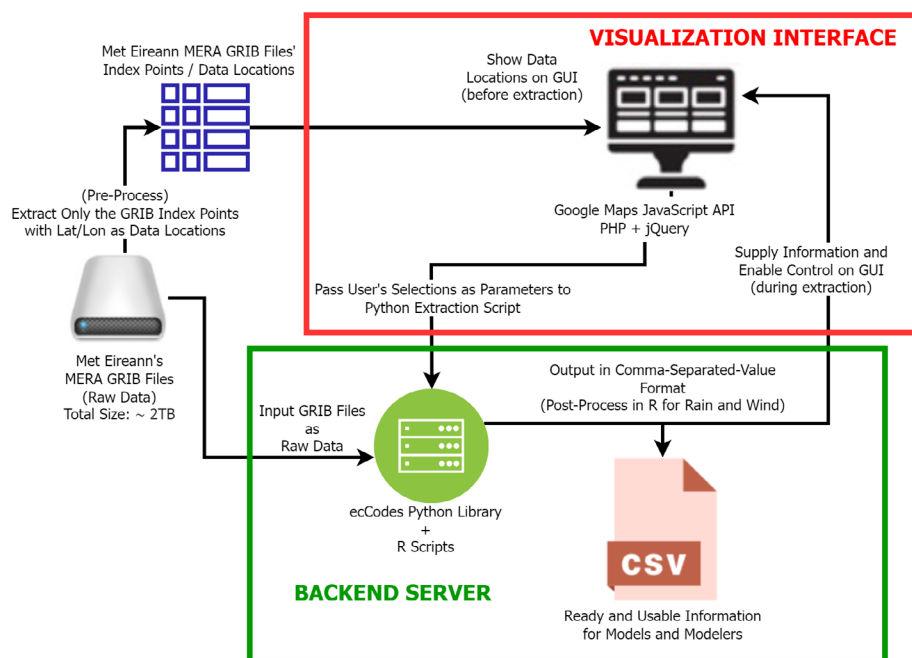 Met Eireann MERA GRIB Files'
Index Points / Data Locations
VISUALIZATION INTERFACE
Show Data
Locations on GUI
(before extraction)
(Pre-Process)
Extract Only the GRIB Index Points
with Lat/Lon as Data Locations
Google Maps JavaScript API
PHP + jQuery
Supply Information and
Enable Control on GUI
(during extraction)
Pass User's Selections as Parameters to
Python Extraction Script
Met Eireann's
MERA GRIB Files
(Raw Data)
Total Size: ~ 2TB
Input GRIB Files
as
Raw Data
Output in Comma-Separated-Value
Format
(Post-Process in R for Rain and Wind)
ecCodes Python Library
+
R Scripts
CSV
BACKEND SERVER
Ready and Usable Information
for Models and Modelers